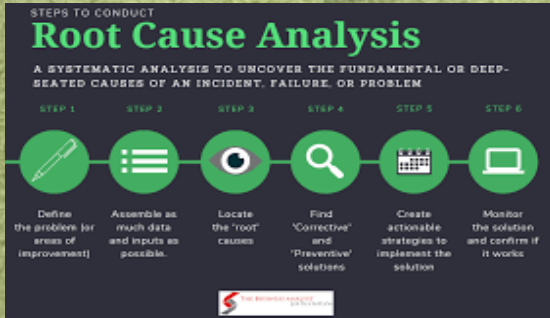 STEPS TO CONDUCT
Root Cause Analysis
A SYSTEMATIC ANALYSIS TO UNCOVER THE FUNDAMENTAL OR DEEP-
SEATED CAUSES OF AN INCIDENT, FAILURE, OR PROBLEM
STEP 1
Define
the problem (or
areas of
improvement)
STEP 2
Assemble as
much data
and inputs as
possible.
STEP 3
Locate
the "root"
causes
STEP 4
Find
'Corrective'
and
'Preventive'
solutions
STEP 5
Create
actionable
strategies to
implement the
solution
STEP 6
Monitor
the solution
and confirm if
it works
THE BUSINESS ANALYST